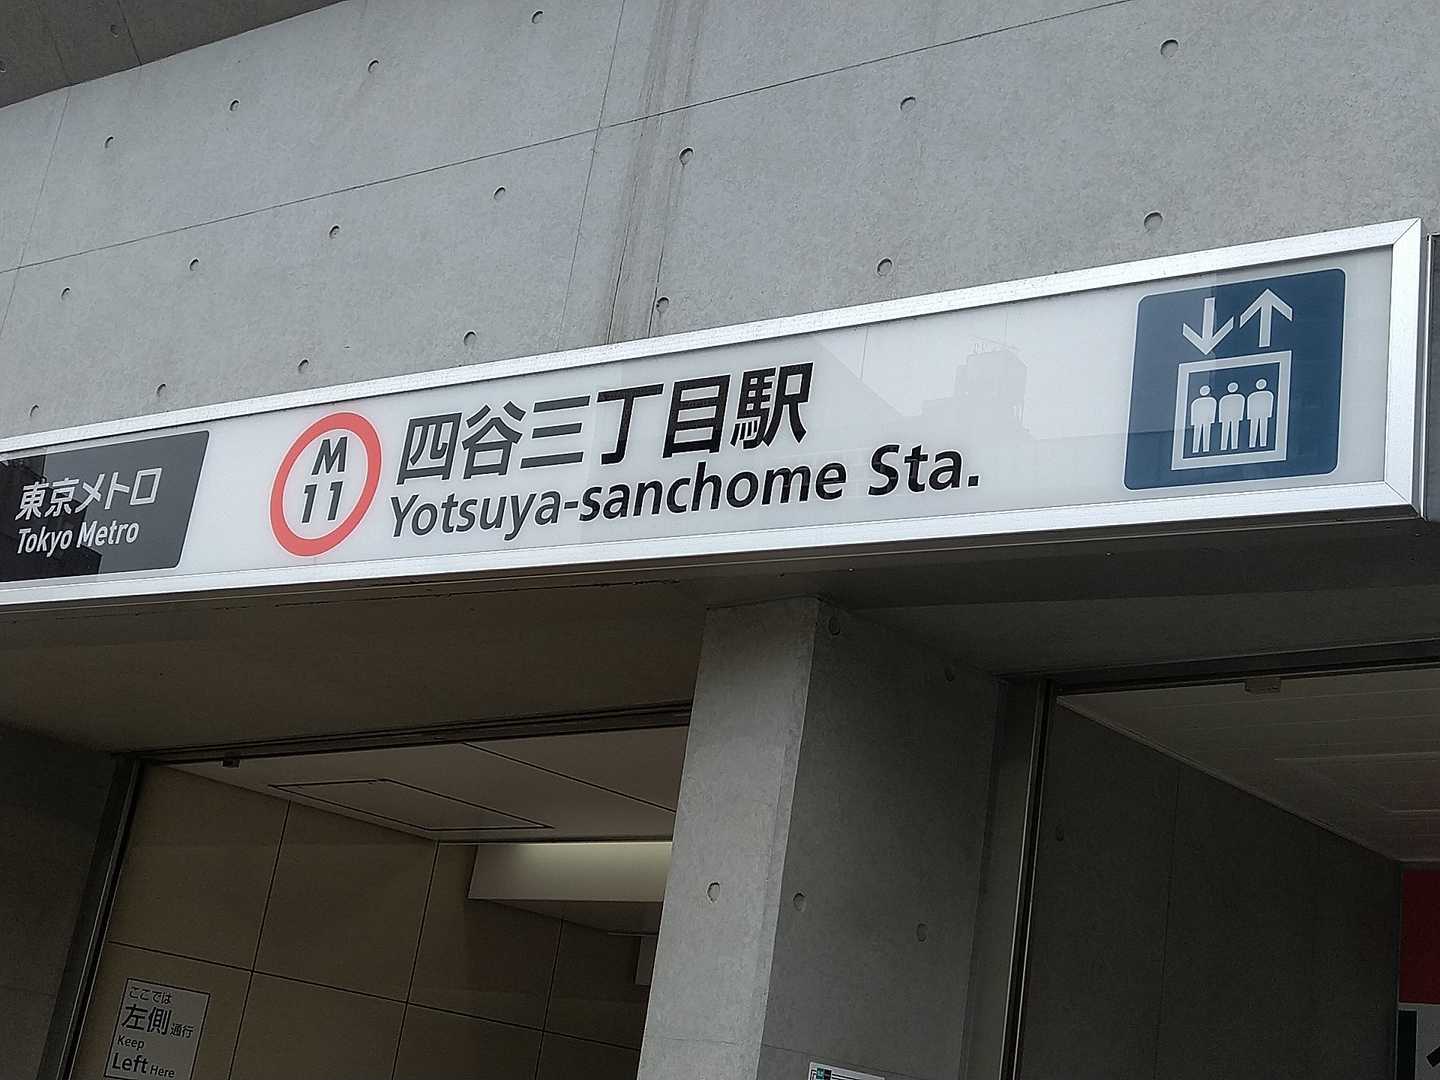 東京メトロ
Tokyo Metro
M
11
四谷三丁目駅
Yotsuya-sanchome Sta.
ここでは
左側通行
Keep
Left Here